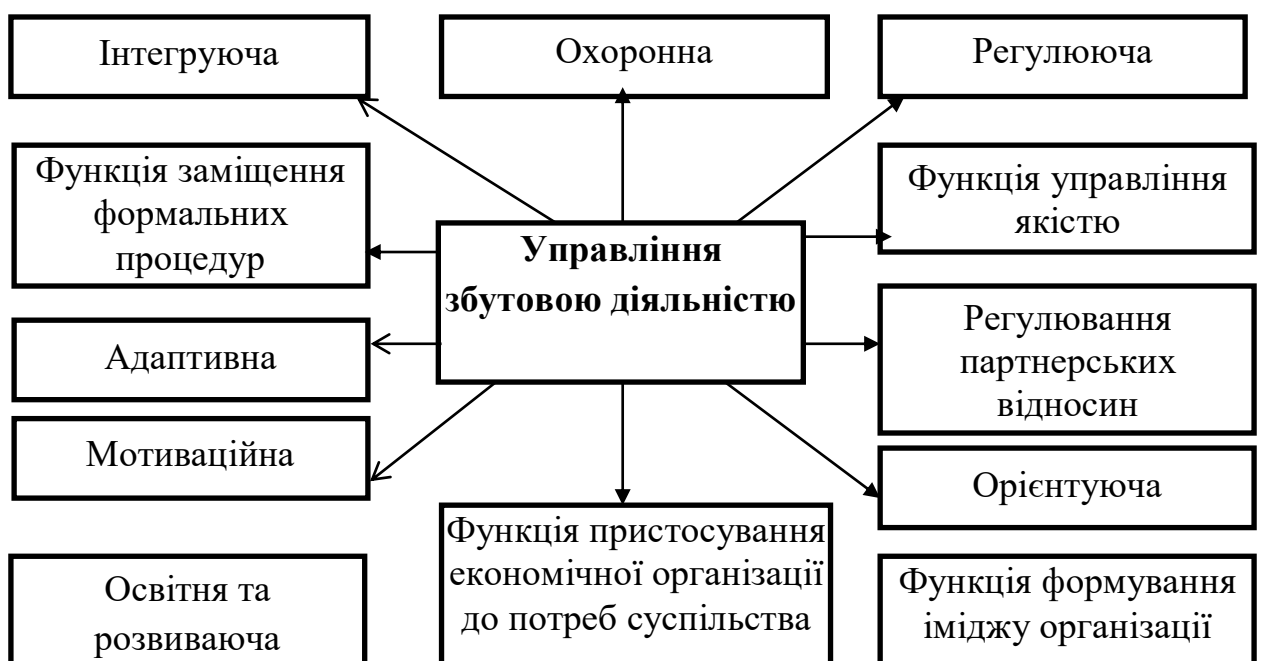 Інтегруюча
Охоронна
Регулююча
Функція заміщення
формальних
процедур
Функція управління
якістю
Управління
збутовою діяльністю
Адаптивна
Регулювання
партнерських
відносин
Мотиваційна
Орієнтуюча
Функція пристосування
економічної організації
до потреб суспільства
Освітня та
розвиваюча
Функція формування
іміджу організації